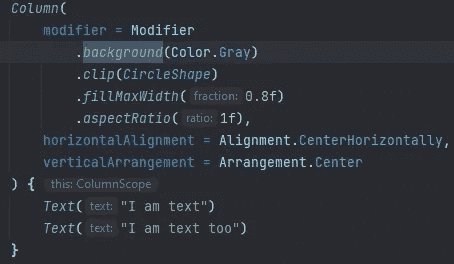 Column(
modifier = Modifier
.background(Color.Gray)
.clip(CircleShape)
.fillMaxWidth( fraction: 0.8f)
.aspectRatio( ratio: 1f),
horizontalAlignment = Alignment.CenterHorizontally,
verticalArrangement = Arrangement.Center
) { this: ColumnScope
Text( text: "I am text")
Text( text: "I am text too")
}